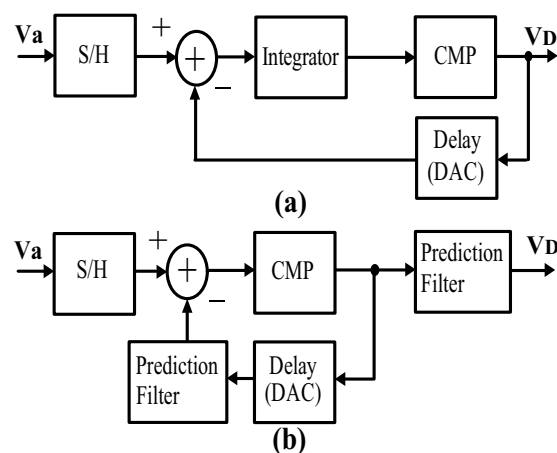 Va
S/H
+
+
−
Integrator
CMP
VD
Delay
(DAC)
(a)
Va
S/H
+
+
−
CMP
Prediction
Filter
VD
Prediction
Filter
Delay
(DAC)
(b)